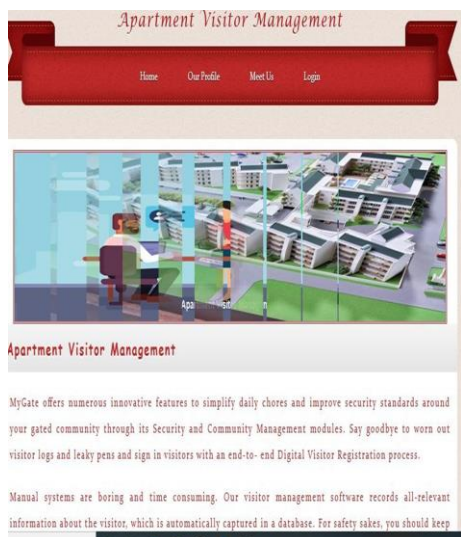 Apartment Visitor Management
Home Our Profile Meet Us Login
Apartment Visitor Management
MyGate offers numerous innovative features to simplify daily chores and improve security standards around
your gated community through its Security and Community Management modules. Say goodbye to worn out
visitor logs and leaky pens and sign in visitors with an end-to- end Digital Visitor Registration process.
Manual systems are boring and time consuming. Our visitor management software records all-relevant
information about the visitor, which is automatically captured in a database. For safety sakes, you should keep